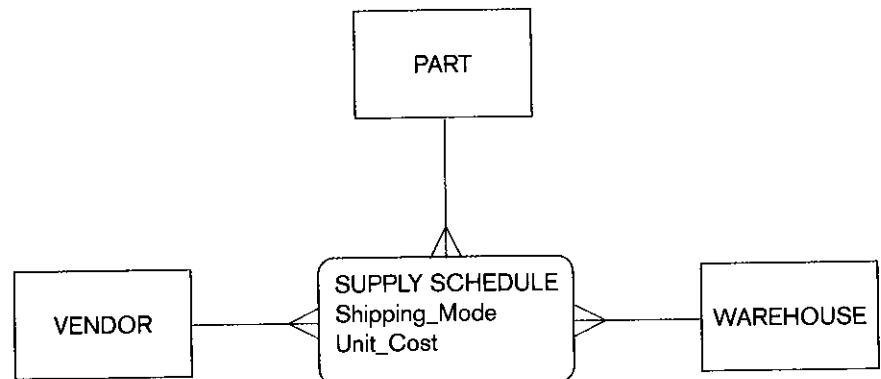 PART
VENDOR
SUPPLY SCHEDULE
Shipping_Mode
Unit_Cost
WAREHOUSE